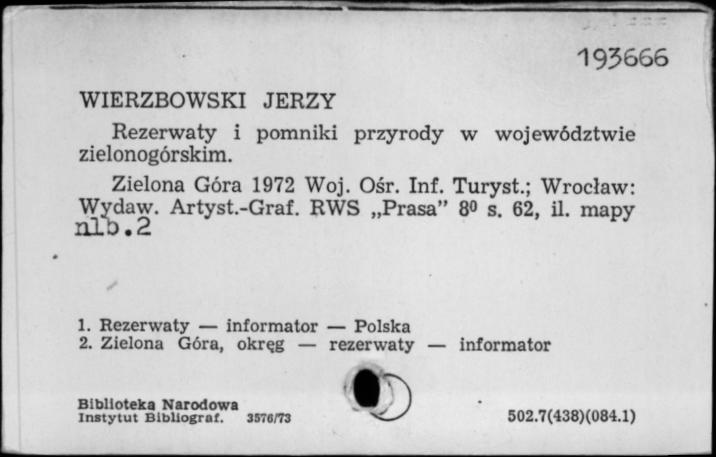 193666
WIERZBOWSKI JERZY
Rezerwaty i pomniki przyrody w województwie
zielonogórskim.
Zielona Góra 1972 Woj. Ośr. Inf. Turyst.; Wrocław:
Wydaw. Artyst.-Graf. RWS „Prasa” 8⁰ s. 62, il. mapy
nlb.2
1. Rezerwaty — informator — Polska
2. Zielona Góra, okręg — rezerwaty — informator
Biblioteka Narodowa
Instytut Bibliograf. 3576/73
502.7(438)(084.1)